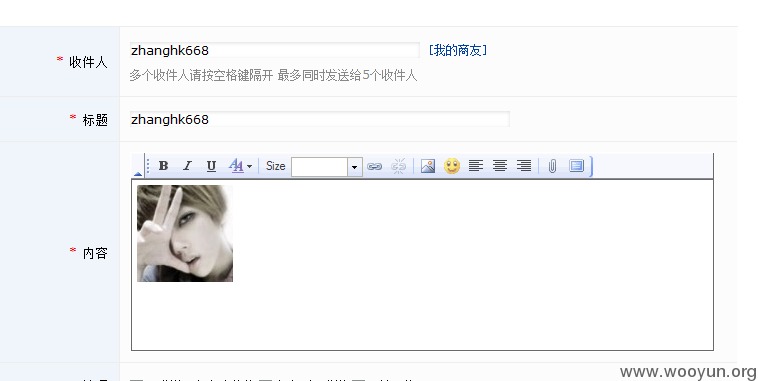 * 收件人 zhanghk668 [我的商友]
多个收件人请按空格键隔开 最多同时发送给5个收件人
* 标题 zhanghk668
B I U AA Size
* 内容
www.wooyun.org